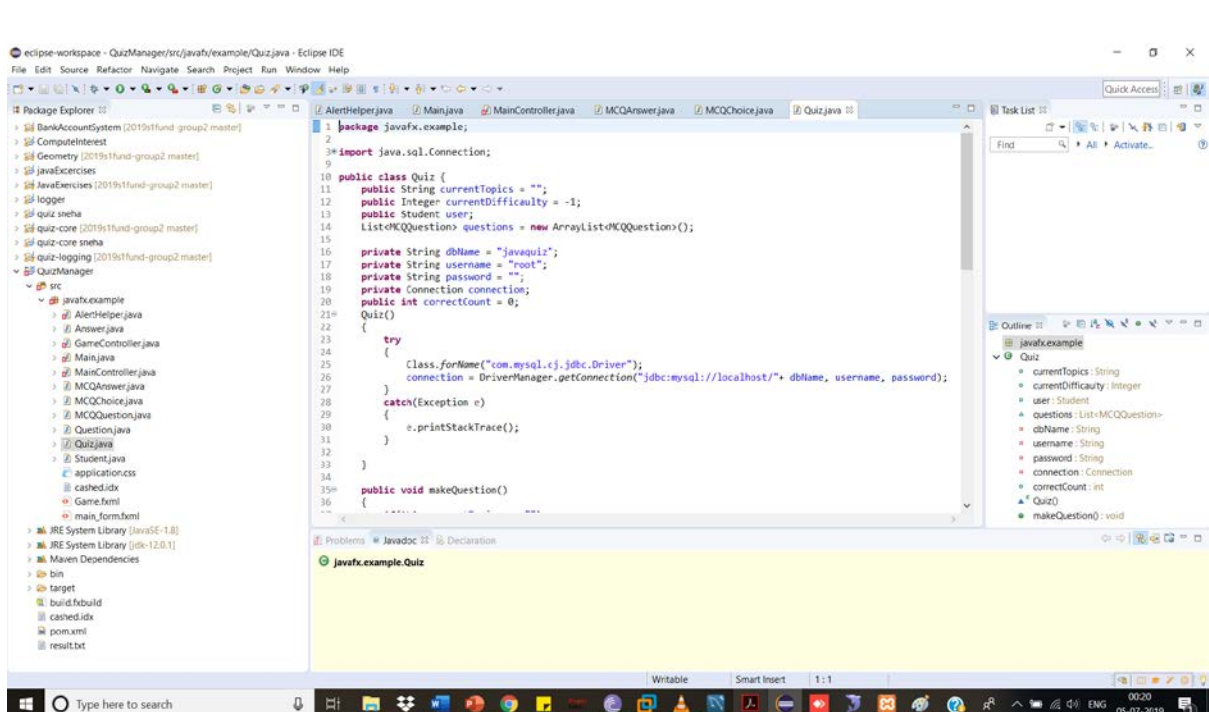 eclipse-workspace - QuizManager/src/javafx/example/Quiz.java - Eclipse IDE
File Edit Source Refactor Navigate Search Project Run Window Help
Quick Access
Package Explorer
BankAccountSystem [2019s1fund-group2 master]
ComputeInterest
Geometry [2019s1fund-group2 master]
javaExcercises
JavaExercises [2019s1fund-group2 master]
logger
quiz sneha
quiz-core [2019s1fund-group2 master]
quiz-core sneha
quiz-logging [2019s1fund-group2 master]
QuizManager
src
javafx.example
AlertHelper.java
Answer.java
GameController.java
Main.java
MainController.java
MCQAnswer.java
MCQChoice.java
MCQQuestion.java
Question.java
Quiz.java
Student.java
application.css
cashed.idx
Game.fxml
main_form.fxml
JRE System Library [JavaSE-1.8]
JRE System Library [jdk-12.0.1]
Maven Dependencies
bin
target
build.fxbuild
cashed.idx
pom.xml
result.txt
AlertHelper.java Main.java MainController.java MCQAnswer.java MCQChoice.java Quiz.java
1 package javafx.example;
2
3 import java.sql.Connection;
9
10 public class Quiz {
11 public String currentTopics = "";
12 public Integer currentDifficaulty = -1;
13 public Student user;
14 List<MCQQuestion> questions = new ArrayList<MCQQuestion>();
15
16 private String dbName = "javaquiz";
17 private String username = "root";
18 private String password = "";
19 private Connection connection;
20 public int correctCount = 0;
21 Quiz()
22 {
23 try
24 {
25 Class.forName("com.mysql.cj.jdbc.Driver");
26 connection = DriverManager.getConnection("jdbc:mysql://localhost/"+ dbName, username, password);
27 }
28 catch(Exception e)
29 {
30 e.printStackTrace();
31 }
32
33 }
34
35 public void makeQuestion()
36 {
Task List
Find All Activate...
Outline
javafx.example
Quiz
currentTopics : String
currentDifficaulty : Integer
user : Student
questions : List<MCQQuestion>
dbName : String
username : String
password : String
connection : Connection
correctCount : int
Quiz()
makeQuestion() : void
Problems Javadoc Declaration
javafx.example.Quiz
Writable Smart Insert 1 : 1
Type here to search
ENG
00:20
05-07-2019